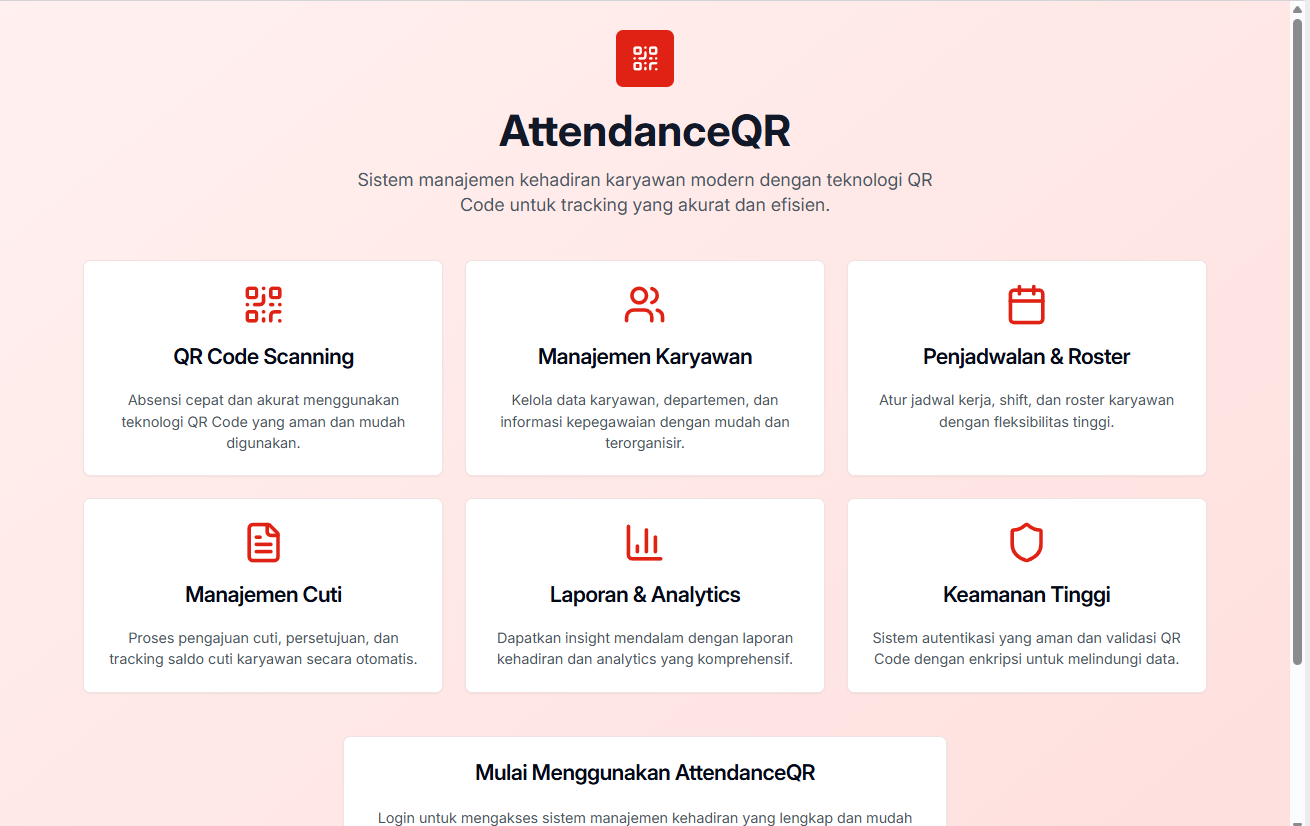 AttendanceQR
Sistem manajemen kehadiran karyawan modern dengan teknologi QR
Code untuk tracking yang akurat dan efisien.
QR Code Scanning
Absensi cepat dan akurat menggunakan
teknologi QR Code yang aman dan mudah
digunakan.
Manajemen Karyawan
Kelola data karyawan, departemen, dan
informasi kepegawaian dengan mudah dan
terorganisir.
Penjadwalan & Roster
Atur jadwal kerja, shift, dan roster karyawan
dengan fleksibilitas tinggi.
Manajemen Cuti
Proses pengajuan cuti, persetujuan, dan
tracking saldo cuti karyawan secara otomatis.
Laporan & Analytics
Dapatkan insight mendalam dengan laporan
kehadiran dan analytics yang komprehensif.
Keamanan Tinggi
Sistem autentikasi yang aman dan validasi QR
Code dengan enkripsi untuk melindungi data.
Mulai Menggunakan AttendanceQR
Login untuk mengakses sistem manajemen kehadiran yang lengkap dan mudah